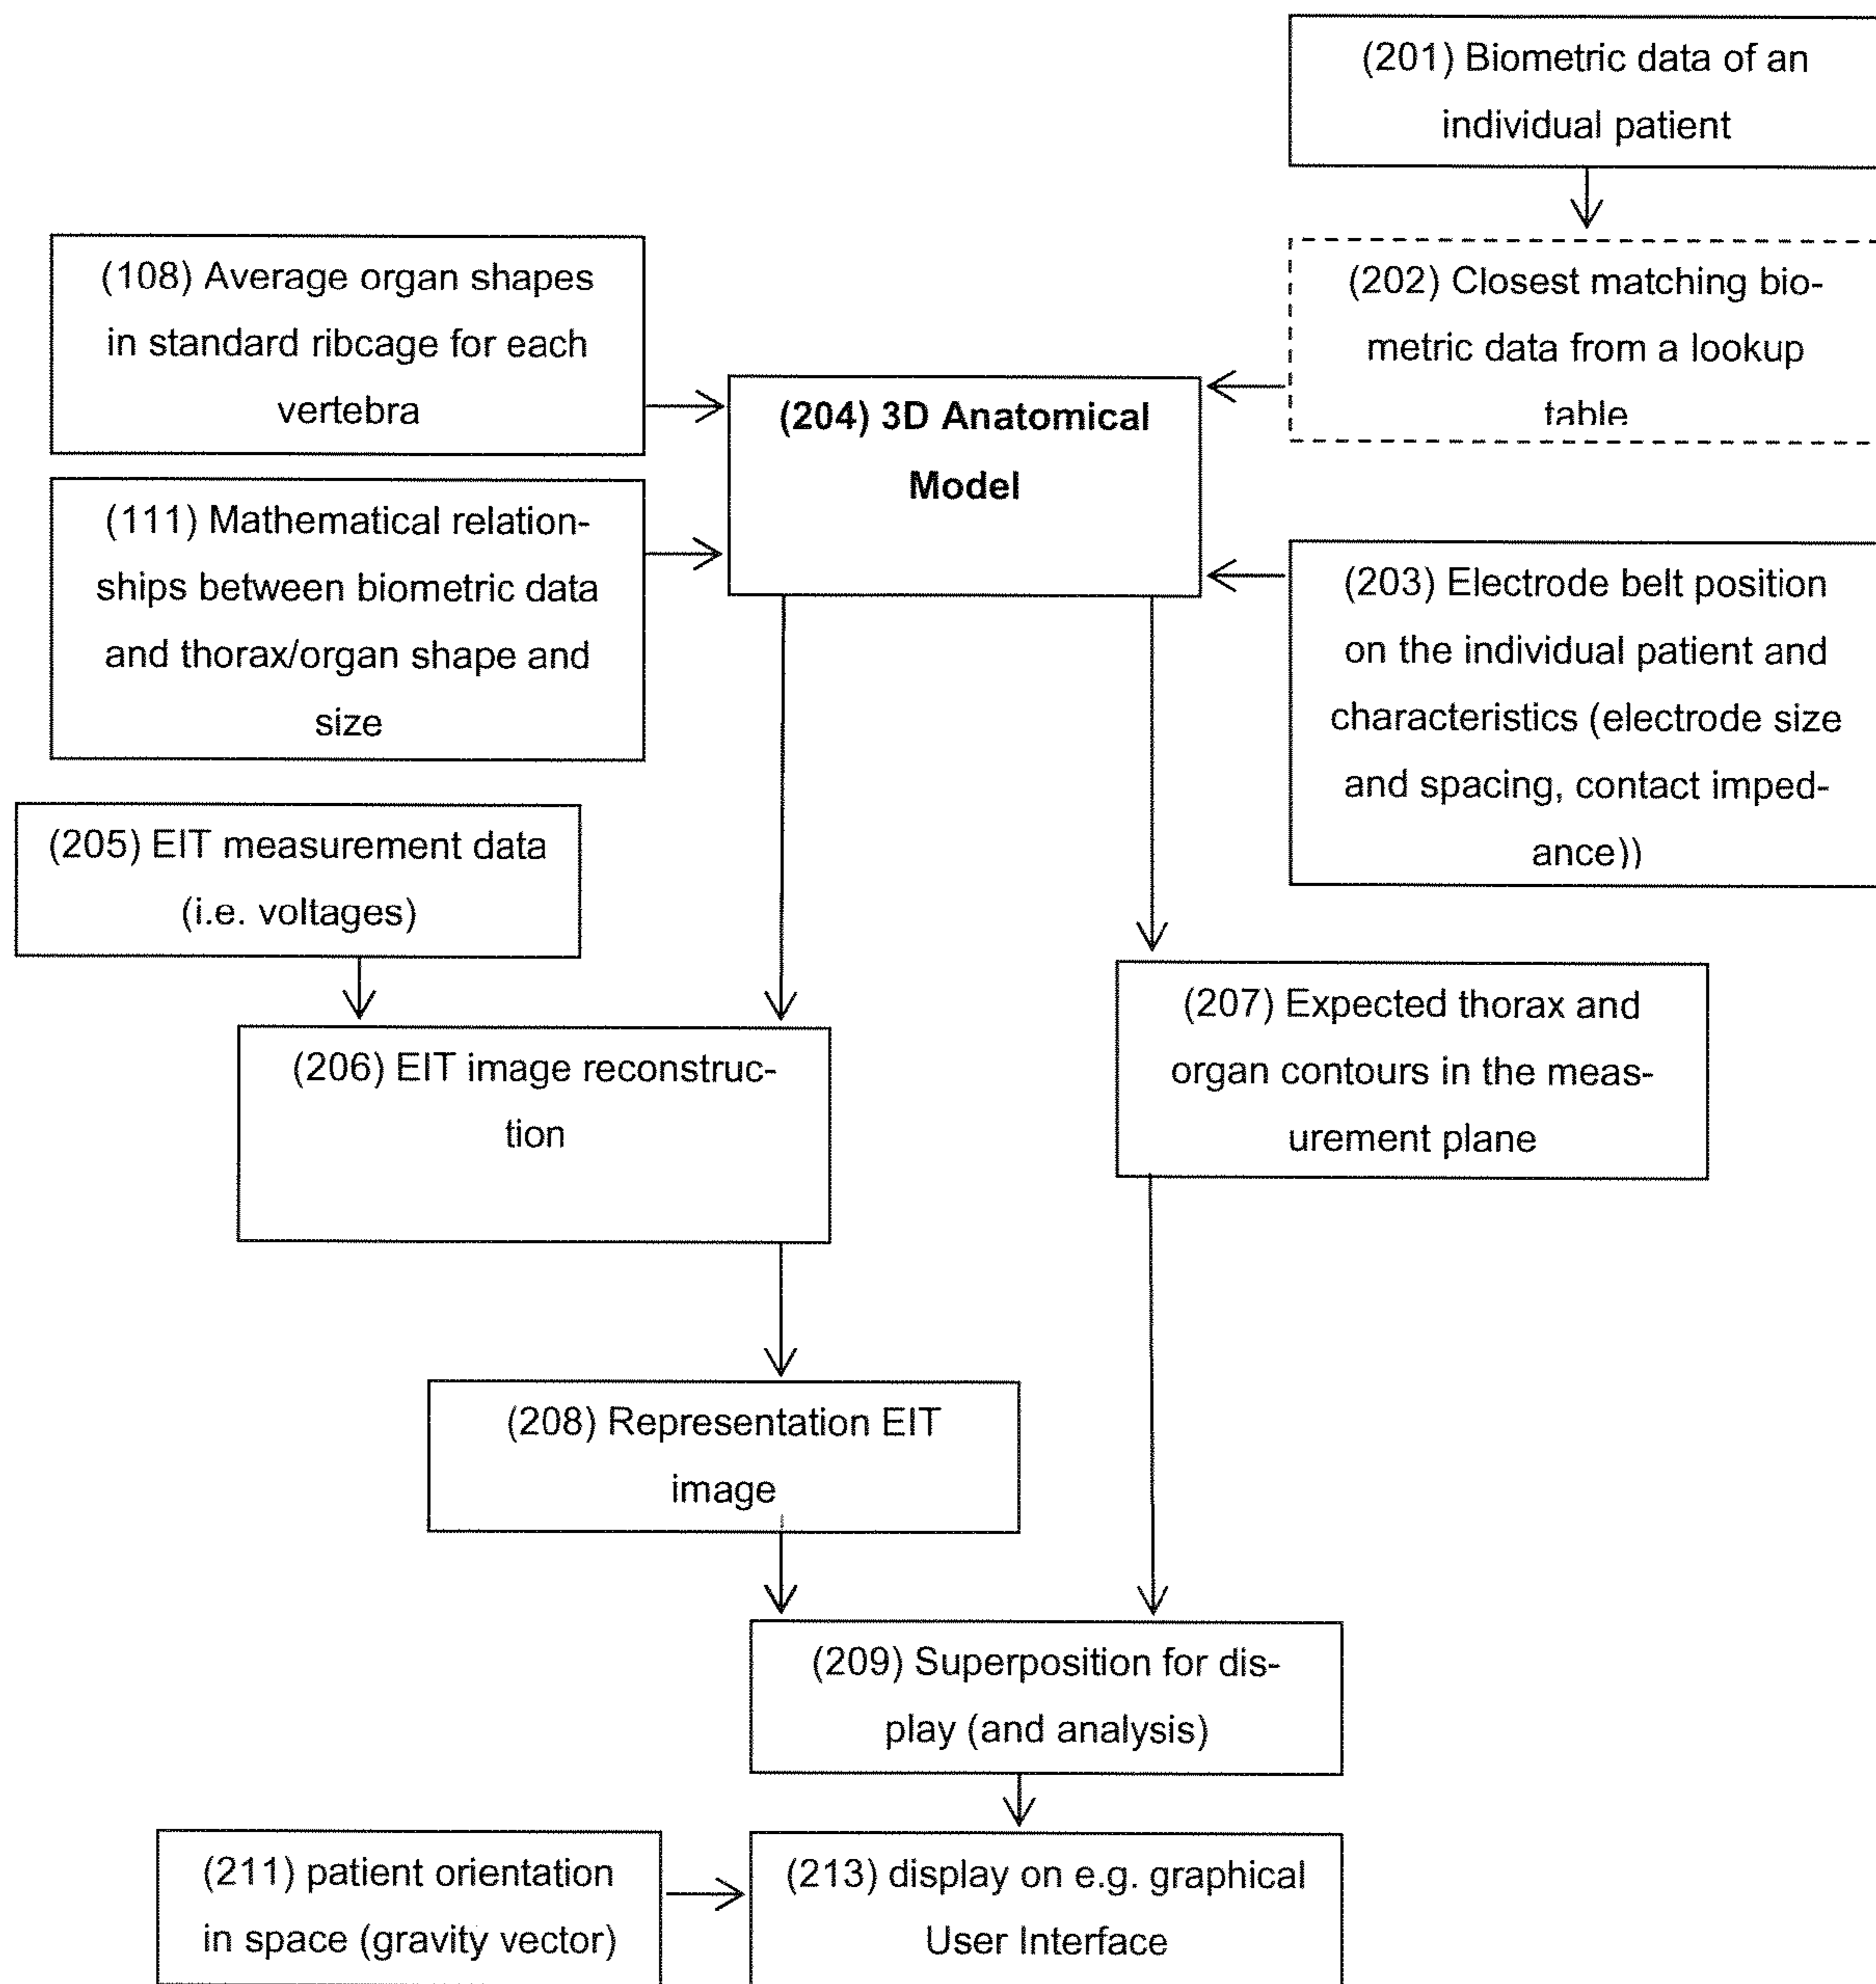 (201) Biometric data of an
individual patient
(108) Average organ shapes
in standard ribcage for each
vertebra
(202) Closest matching bio-
metric data from a lookup
table
(204) 3D Anatomical
Model
(111) Mathematical relation-
ships between biometric data
and thorax/organ shape and
size
(203) Electrode belt position
on the individual patient and
characteristics (electrode size
and spacing, contact imped-
ance))
(205) EIT measurement data
(i.e. voltages)
(207) Expected thorax and
organ contours in the meas-
urement plane
(206) EIT image reconstruc-
tion
(208) Representation EIT
image
(209) Superposition for dis-
play (and analysis)
(211) patient orientation
in space (gravity vector)
(213) display on e.g. graphical
User Interface